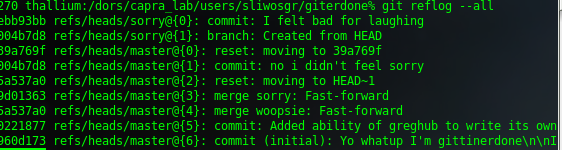 270 thallium:/dors/capra_lab/users/sliwosgr/giterdone% git reflog --all
ebb93bb refs/heads/sorry@{0}: commit: I felt bad for laughing
004b7d8 refs/heads/sorry@{1}: branch: Created from HEAD
39a769f refs/heads/master@{0}: reset: moving to 39a769f
004b7d8 refs/heads/master@{1}: commit: no i didn't feel sorry
5a537a0 refs/heads/master@{2}: reset: moving to HEAD~1
9d01363 refs/heads/master@{3}: merge sorry: Fast-forward
5a537a0 refs/heads/master@{4}: merge woopsie: Fast-forward
0221877 refs/heads/master@{5}: commit: Added ability of greghub to write its own
960d173 refs/heads/master@{6}: commit (initial): Yo whatup I'm gittinerdone\n\nI